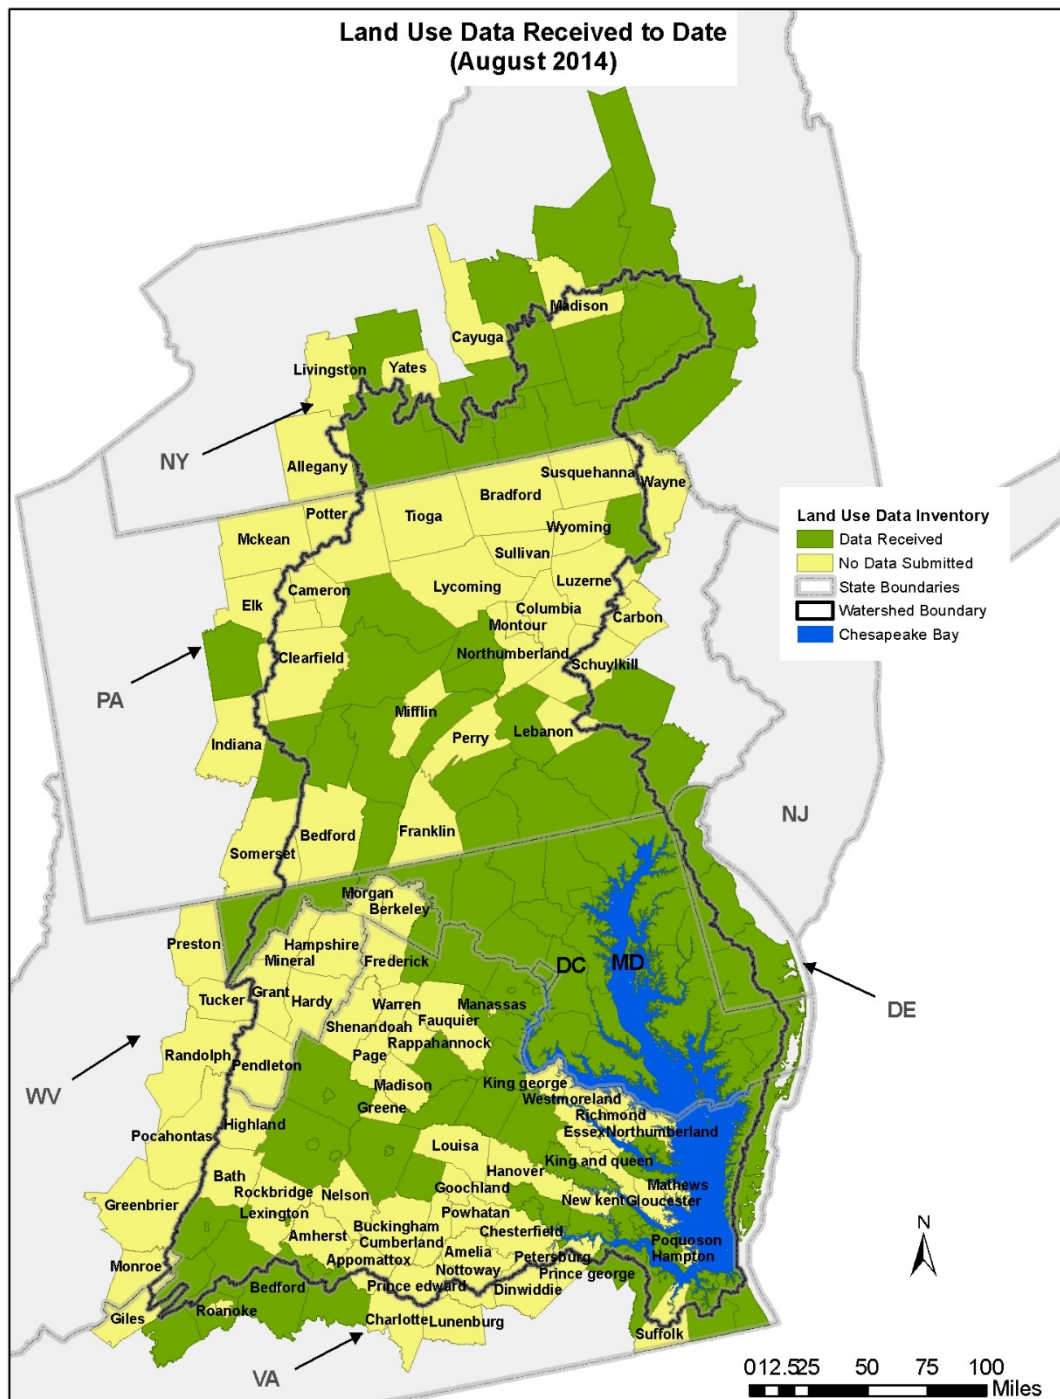 Land Use Data Received to Date
(August 2014)
Madison
Cayuga
Livingston
Yates
NY
Allegany
Susquehanna
Wayne
Bradford
Potter
Tioga
Wyoming
Mckean
Sullivan
Cameron
Lycoming
Luzerne
Elk
Columbia
Carbon
Montour
Clearfield
Northumberland
Schuylkill
PA
Mifflin
Perry
Lebanon
Indiana
Bedford
Franklin
Somerset
NJ
Land Use Data Inventory
Data Received
No Data Submitted
State Boundaries
Watershed Boundary
Chesapeake Bay
Morgan
Berkeley
Preston
Hampshire
Mineral
Frederick
DC
MD
Tucker
Grant
Hardy
Warren
Manassas
DE
Shenandoah
Fauquier
Randolph
Page
Rappahannock
Pendleton
WV
Madison
King george
Greene
Westmoreland
Richmond
Highland
Essex
Northumberland
Pocahontas
Louisa
King and queen
Bath
Hanover
Rockbridge
Nelson
Goochland
Mathews
Greenbrier
New kent
Gloucester
Lexington
Powhatan
Buckingham
Chesterfield
Amherst
Cumberland
Poquoson
Amelia
Petersburg
Hampton
Monroe
Appomattox
Nottoway
Prince george
Bedford
Prince edward
Dinwiddie
Roanoke
Giles
Charlotte
Lunenburg
Suffolk
VA
N
0
12.5
25
50
75
100
Miles